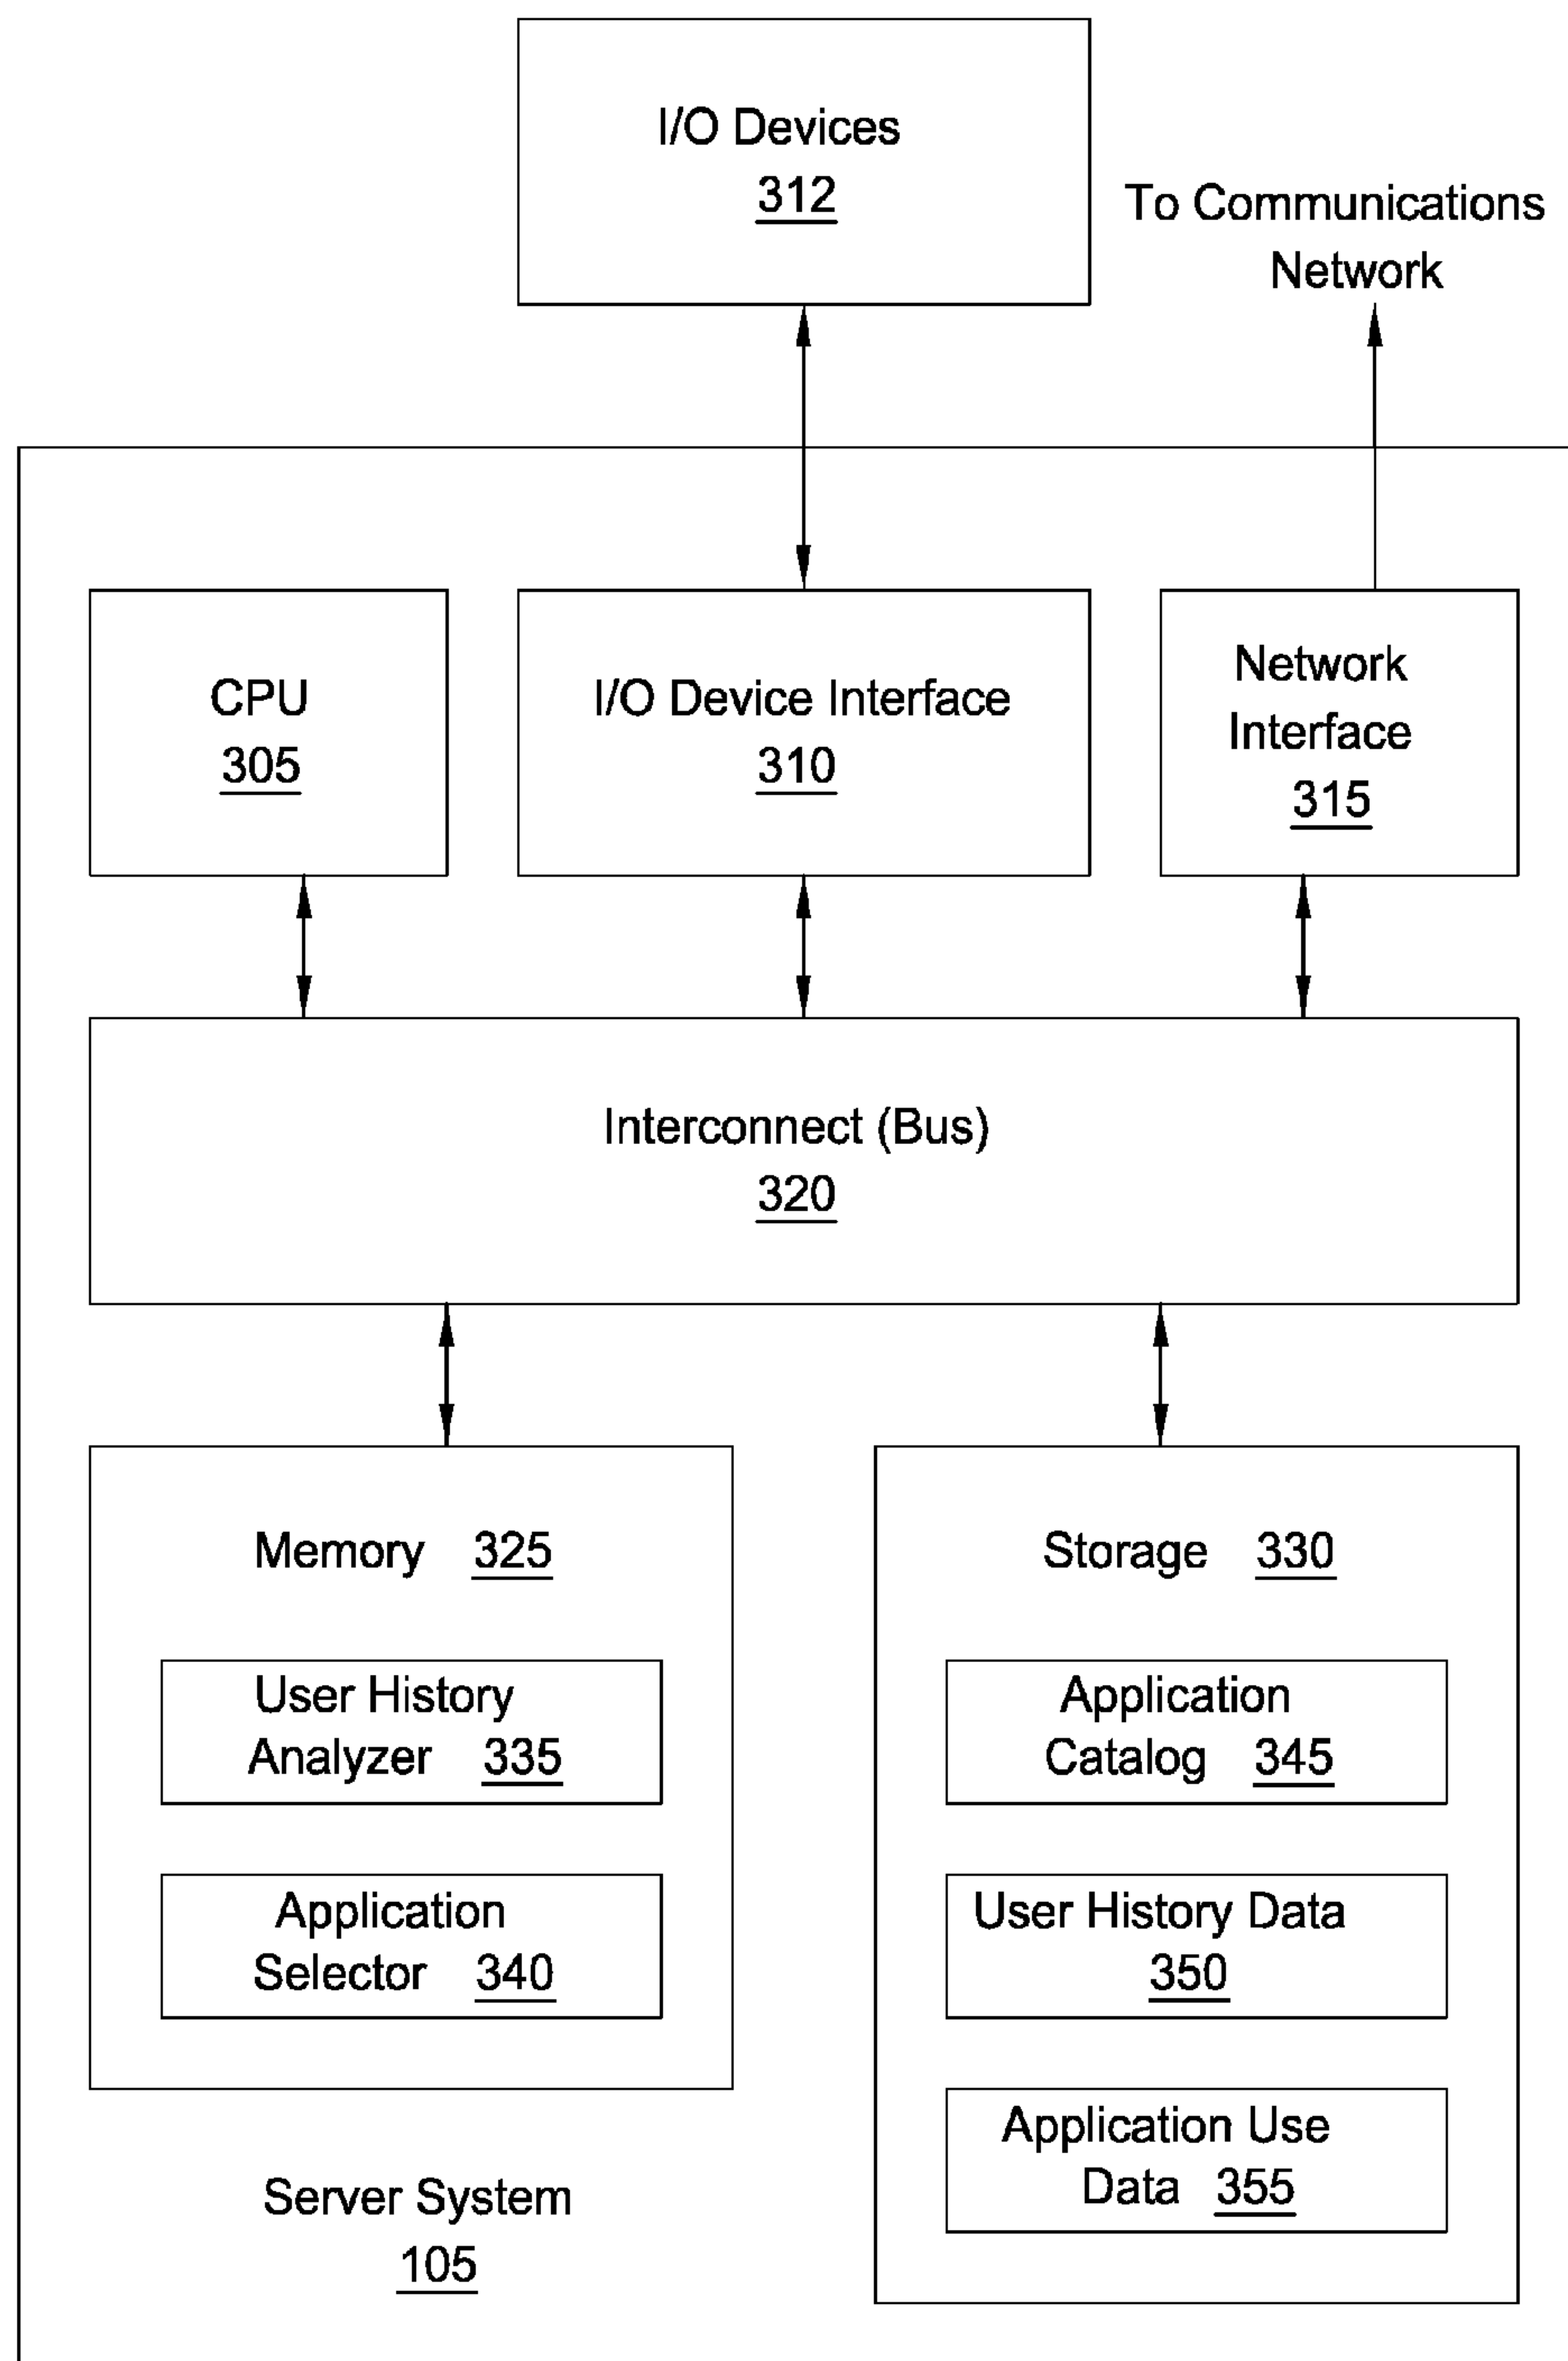 I/O Devices
312
To Communications
Network
CPU
305
I/O Device Interface
310
Network
Interface
315
Interconnect (Bus)
320
Memory 325
User History
Analyzer 335
Application
Selector 340
Storage 330
Application
Catalog 345
User History Data
350
Application Use
Data 355
Server System
105